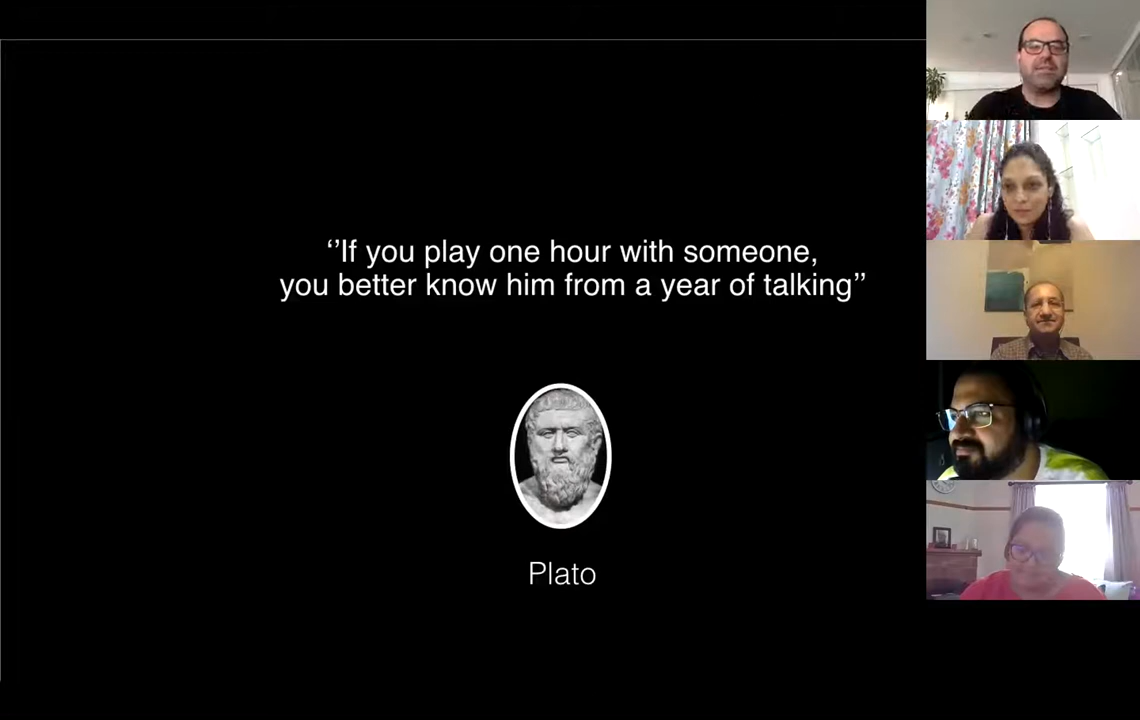 ‘’If you play one hour with someone,
you better know him from a year of talking’’
Plato